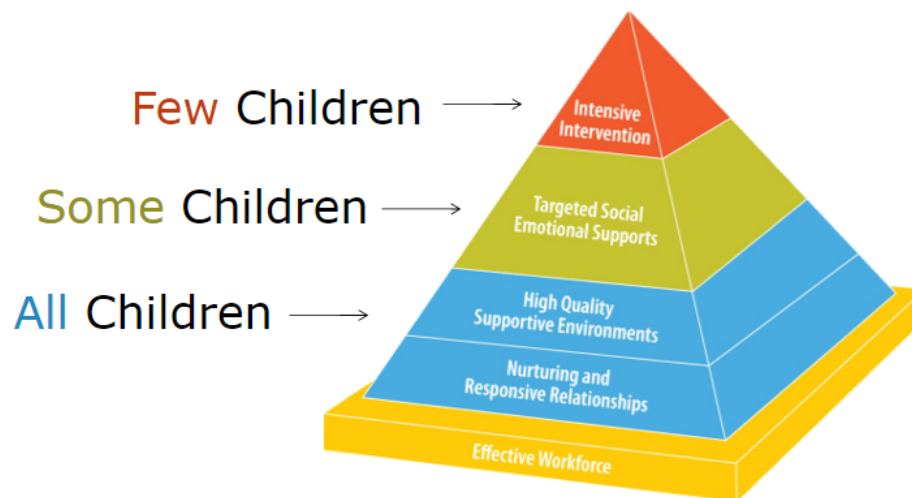 Few Children
Intensive
Intervention
Some Children
Targeted Social
Emotional Supports
All Children
High Quality
Supportive Environments
Nurturing and
Responsive Relationships
Effective Workforce